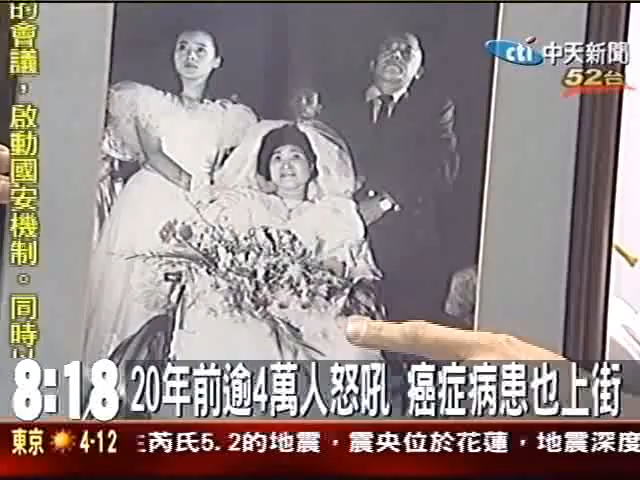 的會議，啟動國安機制。同時
cti 中天新聞
52台
8:18
20年前逾4萬人怒吼 癌症病患也上街
東京 4-12
芮氏5.2的地震，震央位於花蓮，地震深度